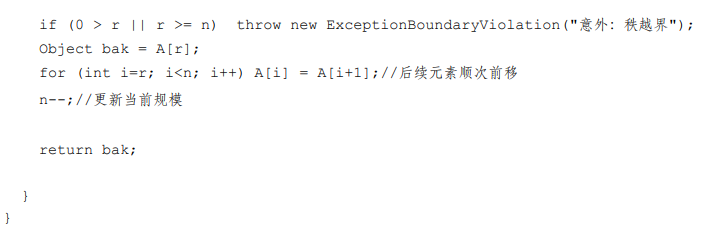 if (0 > r || r >= n)  throw new ExceptionBoundaryViolation("意外：秩越界");
Object bak = A[r];
for (int i=r; i<n; i++) A[i] = A[i+1];//后续元素顺次前移
n--;//更新当前规模
return bak;
}
}